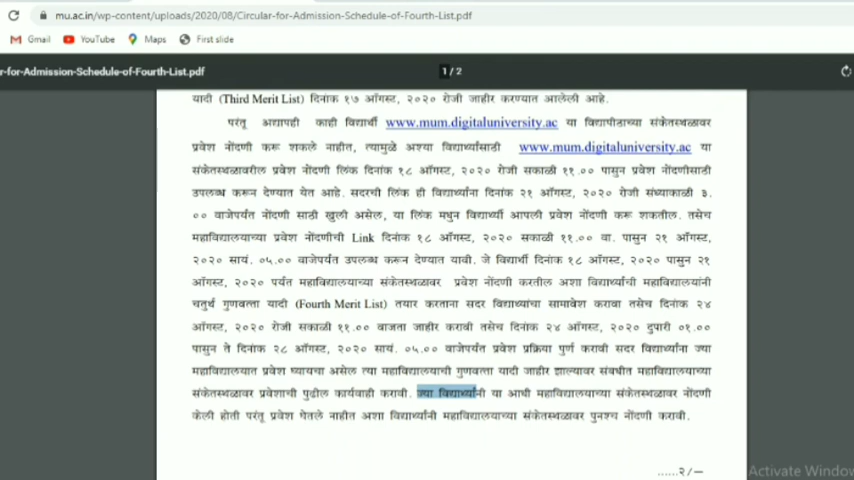 mu.ac.in/wp-content/uploads/2020/08/Circular-for-Admission-Schedule-of-Fourth-List.pdf
Gmail YouTube Maps First slide
r-for-Admission-Schedule-of-Fourth-List.pdf 1 / 2
यादी (Third Merit List) दिनांक १७ ऑगस्ट, २०२० रोजी जाहीर करण्यात आलेली आहे.
परंतू अद्यापही काही विद्यार्थी www.mum.digitaluniversity.ac या विद्यापीठाच्या संकेतस्थळावर
प्रवेश नोंदणी करू शकले नाहीत, त्यामुळे अश्या विद्यार्थ्यांसाठी www.mum.digitaluniversity.ac या
संकेतस्थळावरील प्रवेश नोंदणी लिंक दिनांक १८ ऑगस्ट, २०२० रोजी सकाळी ११.०० पासुन प्रवेश नोंदणीसाठी
उपलब्ध करून देण्यात येत आहे. सदरची लिंक ही विद्यार्थ्यांना दिनांक २१ ऑगस्ट, २०२० रोजी संध्याकाळी ३.
०० वाजेपर्यंत नोंदणी साठी खुली असेल, या लिंक मधुन विद्यार्थ्यी आपली प्रवेश नोंदणी करू शकतील. तसेच
महाविद्यालयाच्या प्रवेश नोंदणीची Link दिनांक १८ ऑगस्ट, २०२० सकाळी ११.०० वा. पासुन २१ ऑगस्ट,
२०२० सायं. ०५.०० वाजेपर्यंत उपलब्ध करून देण्यात यावी. जे विद्यार्थी दिनांक १८ ऑगस्ट, २०२० पासुन २१
ऑगस्ट, २०२० पर्यंत महाविद्यालयाच्या संकेतस्थळावर प्रवेश नोंदणी करतील अशा विद्यार्थ्यांची महाविद्यालयांनी
चतुर्थ गुणवत्ता यादी (Fourth Merit List) तयार करताना सदर विद्यार्थ्यांचा सामावेश करावा तसेच दिनांक २४
ऑगस्ट, २०२० रोजी सकाळी ११.०० वाजता जाहीर करावी तसेच दिनांक २४ ऑगस्ट, २०२० दुपारी ०१.००
पासुन ते दिनांक २८ ऑगस्ट, २०२० सायं. ०५.०० वाजेपर्यंत प्रवेश प्रक्रिया पुर्ण करावी सदर विद्यार्थ्यांना ज्या
महाविद्यालयात प्रवेश घ्यायचा असेल त्या महाविद्यालयाची गुणवत्ता यादी जाहीर झाल्यावर संबधीत महाविद्यालयाच्या
संकेतस्थळावर प्रवेशाची पुढील कार्यवाही करावी. ज्या विद्यार्थ्यांनी या आधी महाविद्यालयाच्या संकेतस्थळावर नोंदणी
केली होती परंतू प्रवेश घेतले नाहीत अशा विद्यार्थ्यांनी महाविद्यालयाच्या संकेतस्थळावर पुनश्च नोंदणी करावी.
......२/—
Activate Window